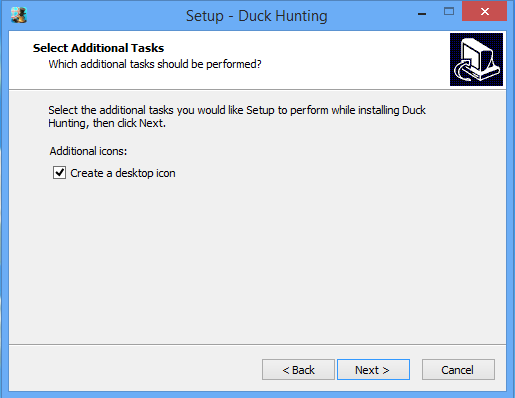 Setup - Duck Hunting
Select Additional Tasks
Which additional tasks should be performed?
Select the additional tasks you would like Setup to perform while installing Duck
Hunting, then click Next.
Additional icons:
Create a desktop icon
< Back
Next >
Cancel